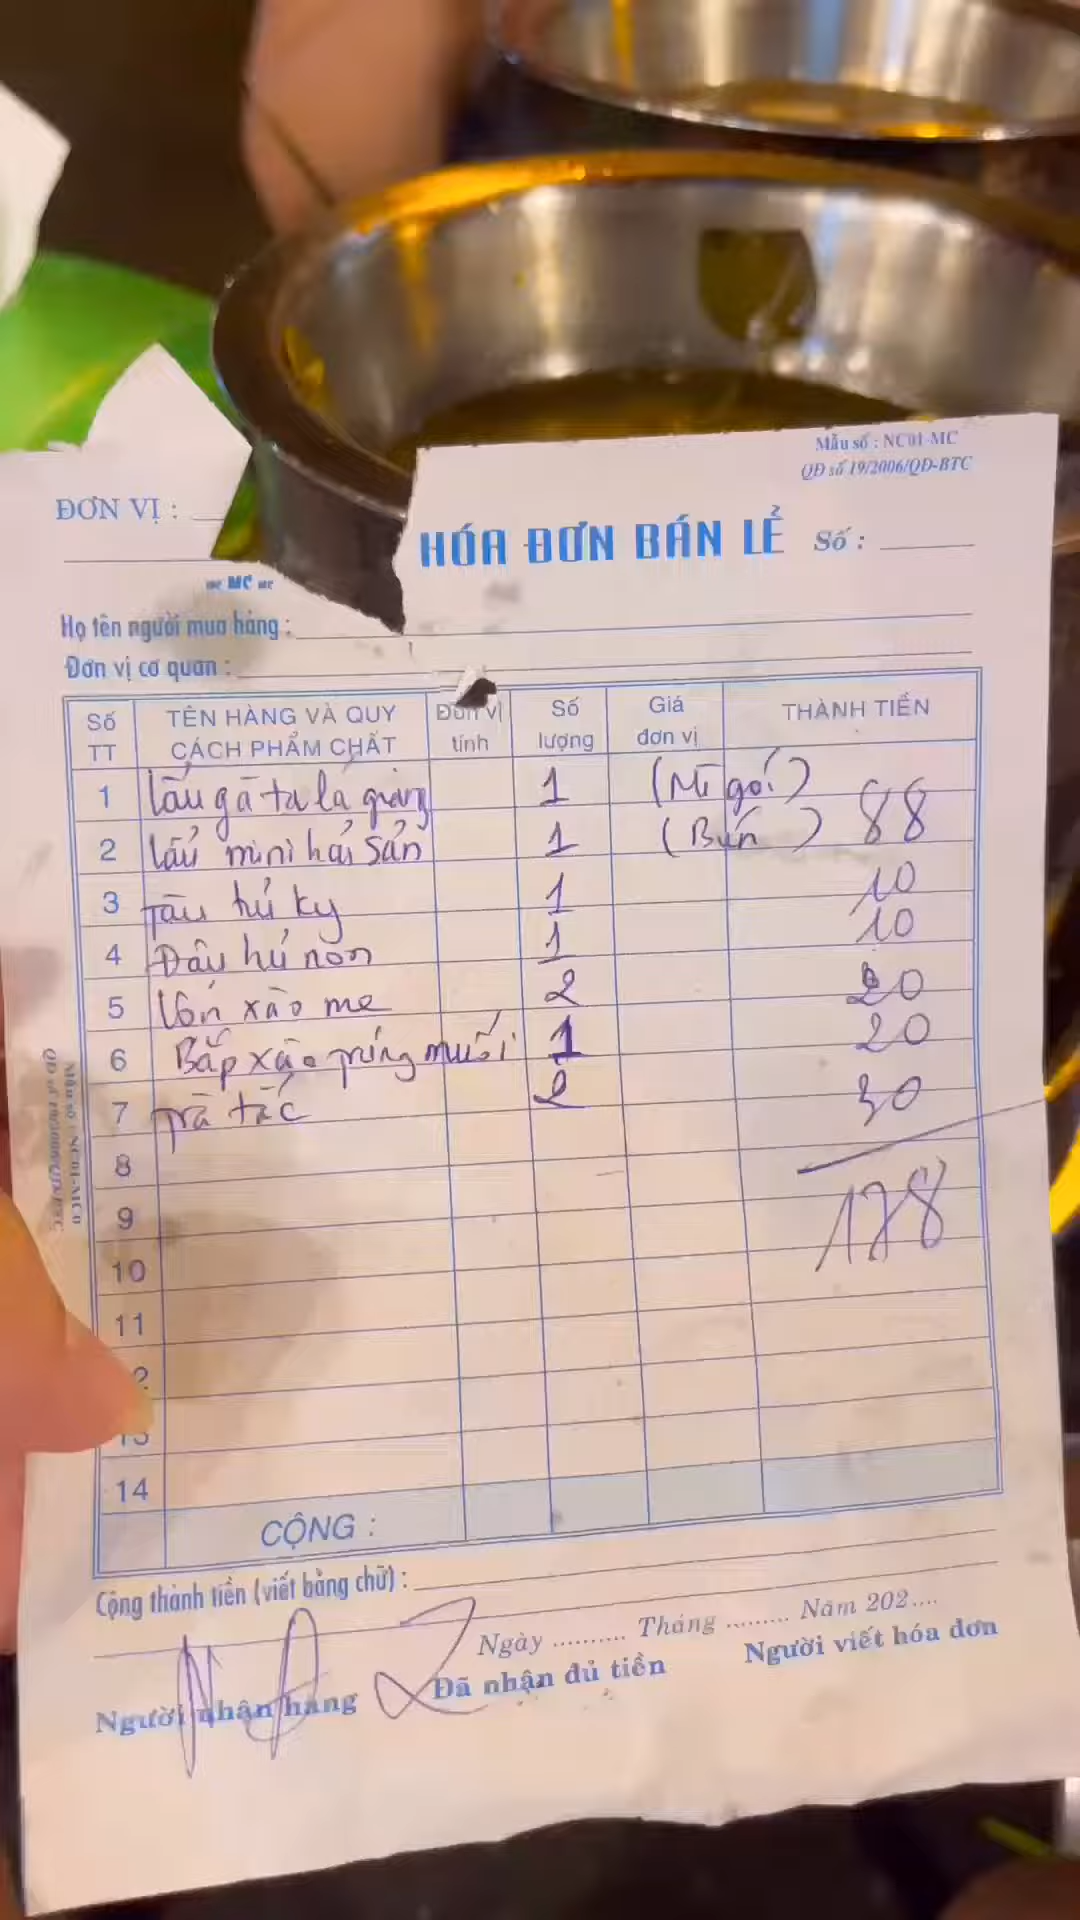 Mẫu số : NC01-MC
QĐ số 19/2006/QĐ-BTC
ĐƠN VỊ :
HÓA ĐƠN BÁN LẺ Số :
MC
Họ tên người mua hàng :
Đơn vị cơ quan :
Số TT TÊN HÀNG VÀ QUY CÁCH PHẨM CHẤT Đơn vị tính Số lượng Giá đơn vị THÀNH TIỀN
1 lẩu gà ta lá giang 1 (Mì gói)
2 lẩu mini hải sản 1 (Bún) 88
3 Tàu hủ ky 1 10
4 Đậu hủ non 1 10
5 Vón xào me 2 20
6 Bắp xào trứng muối 1 20
7 trà tắc 2 30
8 178
9
10
11
2
13
14
CỘNG :
Cộng thành tiền (viết bằng chữ) :
Ngày .......... Tháng ......... Năm 202....
Người nhận hàng Đã nhận đủ tiền Người viết hóa đơn